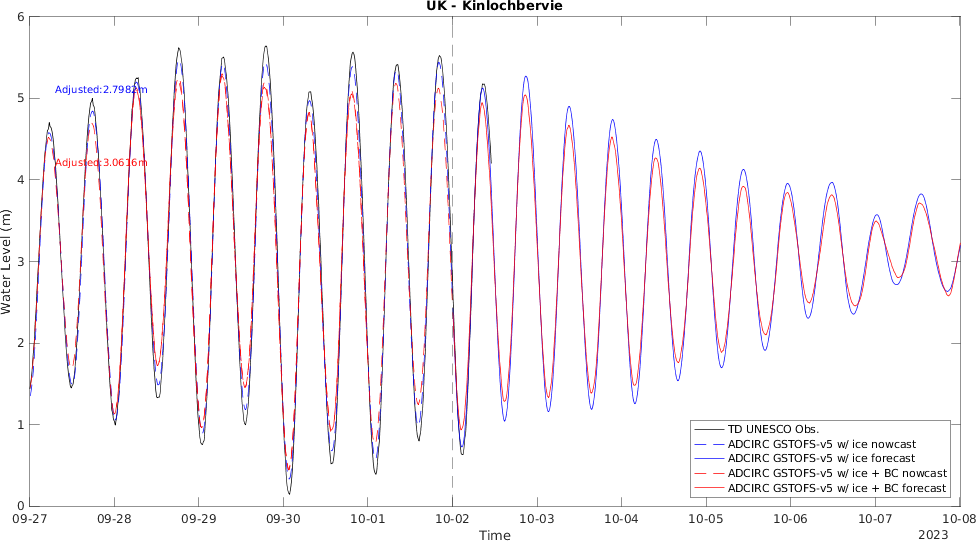 UK - Kinlochbervie
6
5
4
3
2
1
0
Water Level (m)
Adjusted:2.7982m
Adjusted:3.0616m
TD UNESCO Obs.
ADCIRC GSTOFS-v5 w/ ice nowcast
ADCIRC GSTOFS-v5 w/ ice forecast
ADCIRC GSTOFS-v5 w/ ice + BC nowcast
ADCIRC GSTOFS-v5 w/ ice + BC forecast
09-27 09-28 09-29 09-30 10-01 10-02 10-03 10-04 10-05 10-06 10-07 10-08
Time
2023